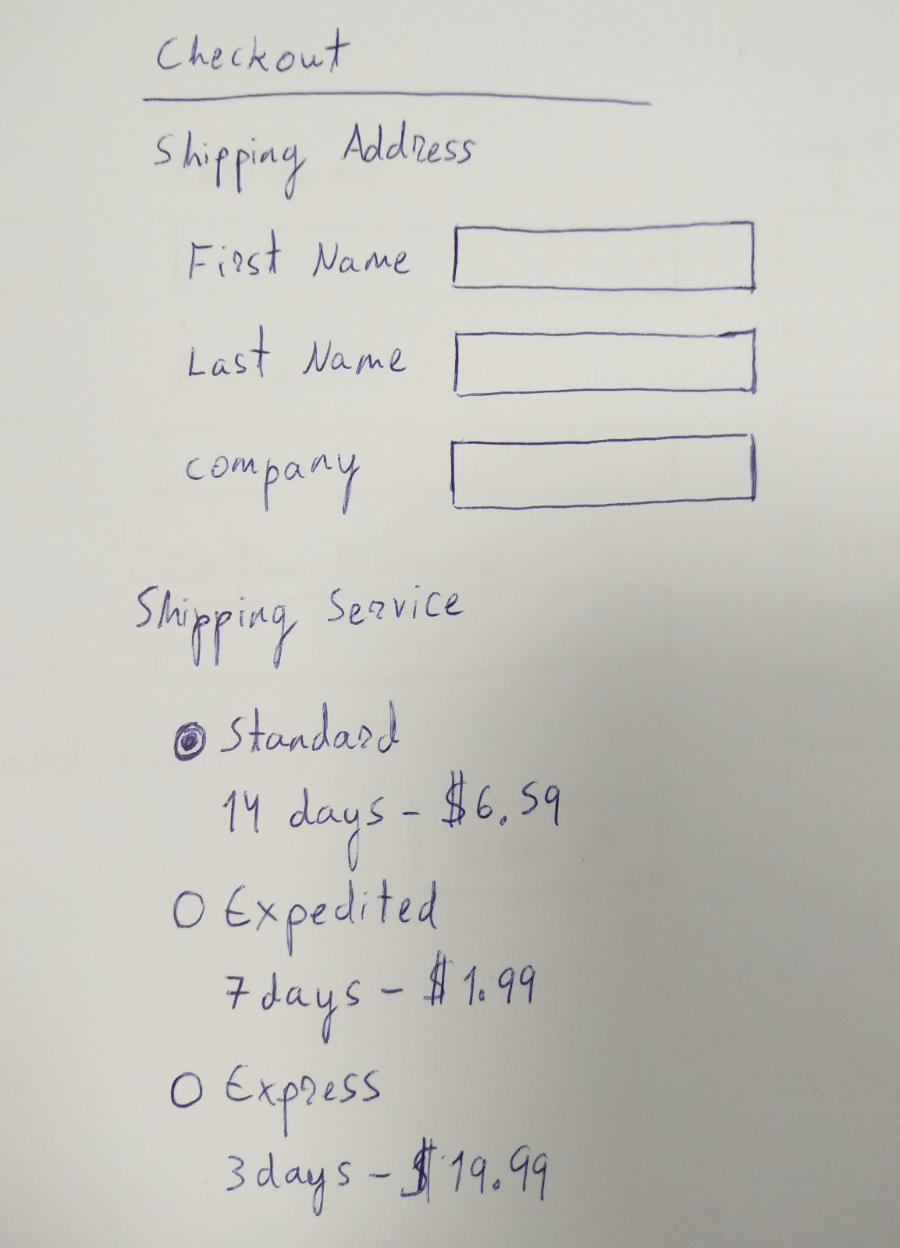 Checkout
Shipping Address
First Name
Last Name
company
Shipping Service
Standard
14 days - $6.59
Expedited
7 days - $1.99
Express
3 days - $19.99